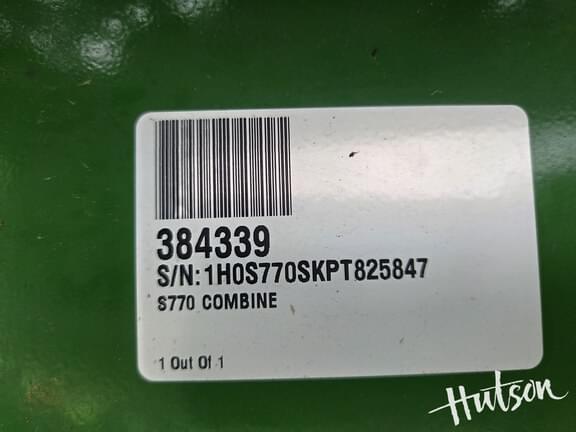 384339
S/N:1H0S770SKPT825847
S770 COMBINE
1 Out Of 1
Hutson